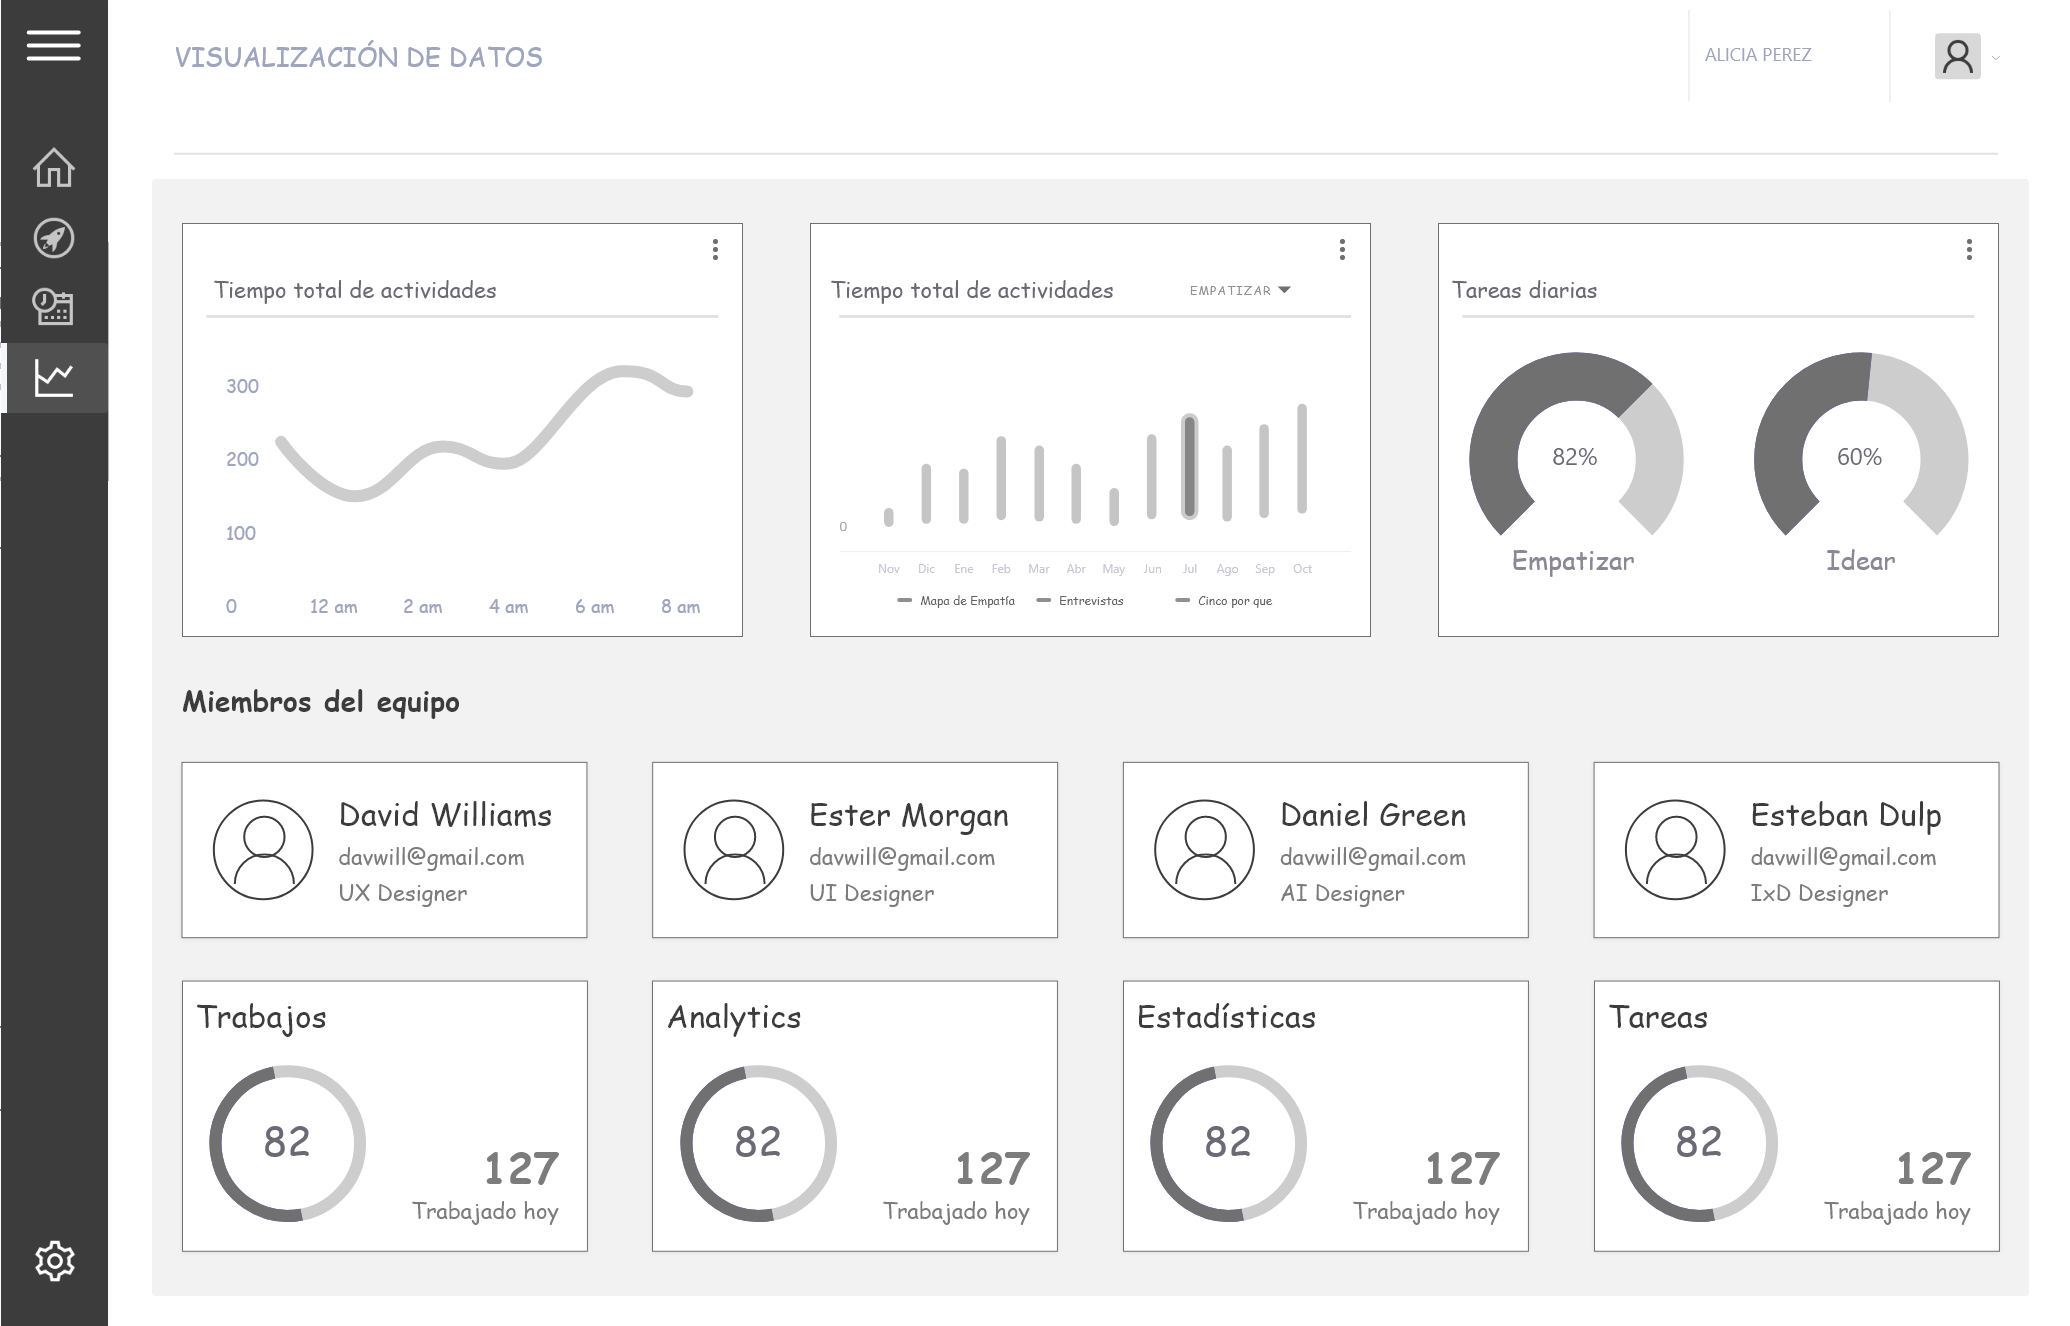 VISUALIZACIÓN DE DATOS
ALICIA PEREZ
Tiempo total de actividades
300
200
100
0
12 am
2 am
4 am
6 am
8 am
Tiempo total de actividades
EMPATIZAR
0
Nov Dic Ene Feb Mar Abr May Jun Jul Ago Sep Oct
Mapa de Empatía
Entrevistas
Cinco por que
Tareas diarias
82%
Empatizar
60%
Idear
Miembros del equipo
David Williams
davwill@gmail.com
UX Designer
Ester Morgan
davwill@gmail.com
UI Designer
Daniel Green
davwill@gmail.com
AI Designer
Esteban Dulp
davwill@gmail.com
IxD Designer
Trabajos
82
127
Trabajado hoy
Analytics
82
127
Trabajado hoy
Estadísticas
82
127
Trabajado hoy
Tareas
82
127
Trabajado hoy